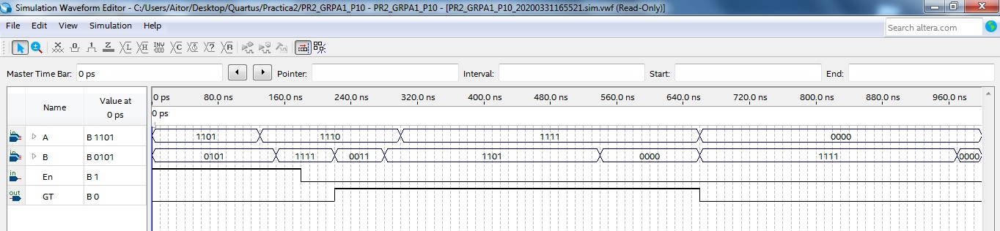 Simulation Waveform Editor - C:/Users/Aitor/Desktop/Quartus/Practica2/PR2_GRPA1_P10 - PR2_GRPA1_P10 - [PR2_GRPA1_P10_20200331165521.sim.vwf (Read-Only)]
File Edit View Simulation Help Search altera.com
Master Time Bar: 0 ps Pointer: Interval: Start: End:
Name Value at 0 ps 0 ps 80.0 ns 160.0 ns 240.0 ns 320.0 ns 400.0 ns 480.0 ns 560.0 ns 640.0 ns 720.0 ns 800.0 ns 880.0 ns 960.0 ns
0 ps
A B 1101 1101 1110 1111 0000
B B 0101 0101 1111 0011 1101 0000 1111 0000
En B 1
GT B 0